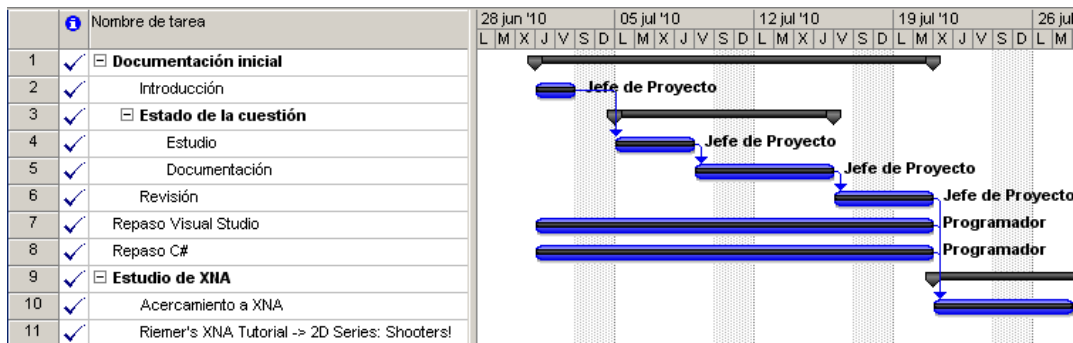 Nombre de tarea
28 jun '10 05 jul '10 12 jul '10 19 jul '10 26 jul
L M X J V S D L M X J V S D L M X J V S D L M X J V S D L M
1 Documentación inicial
2 Introducción Jefe de Proyecto
3 Estado de la cuestión
4 Estudio Jefe de Proyecto
5 Documentación Jefe de Proyecto
6 Revisión Jefe de Proyecto
7 Repaso Visual Studio Programador
8 Repaso C# Programador
9 Estudio de XNA
10 Acercamiento a XNA
11 Riemer's XNA Tutorial -> 2D Series: Shooters!